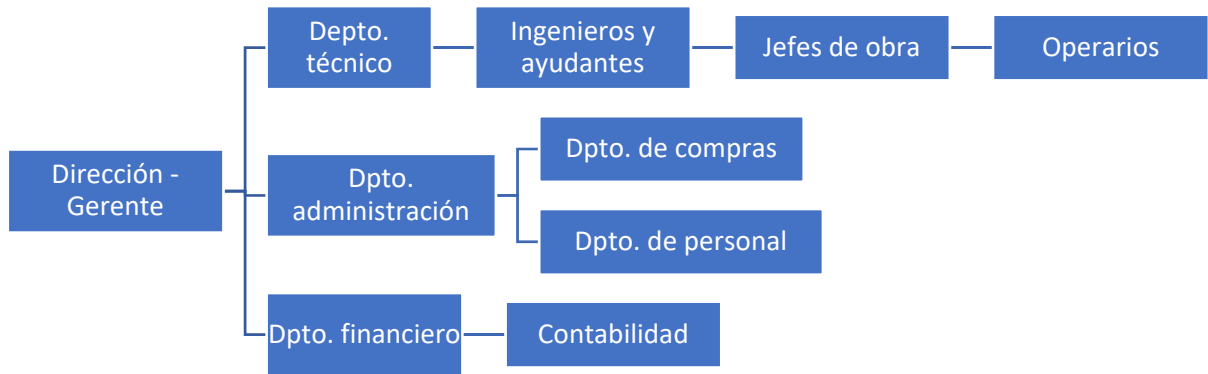 Depto.
técnico
Ingenieros y
ayudantes
Jefes de obra
Operarios
Dirección -
Gerente
Dpto.
administración
Dpto. de compras
Dpto. de personal
Dpto. financiero
Contabilidad